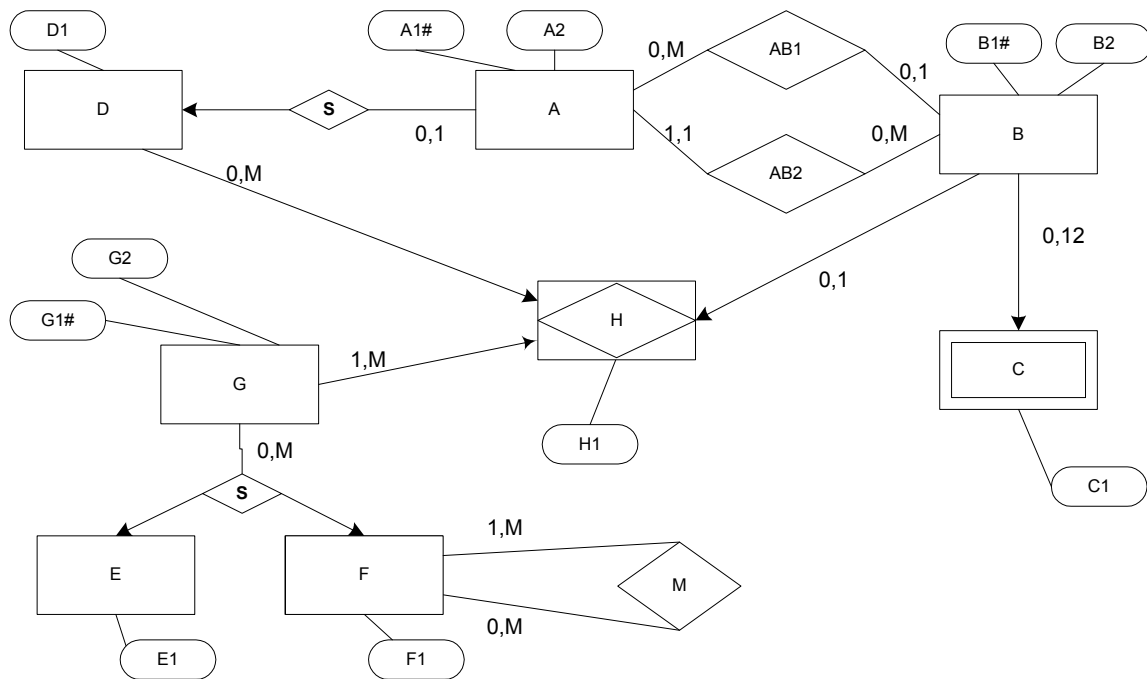 D1
A1#
A2
B1#
B2
0,M
AB1
0,1
D
S
A
B
0,1
1,1
0,M
AB2
0,M
0,12
G2
0,1
G1#
H
1,M
C
G
H1
0,M
C1
S
1,M
E
F
M
0,M
E1
F1